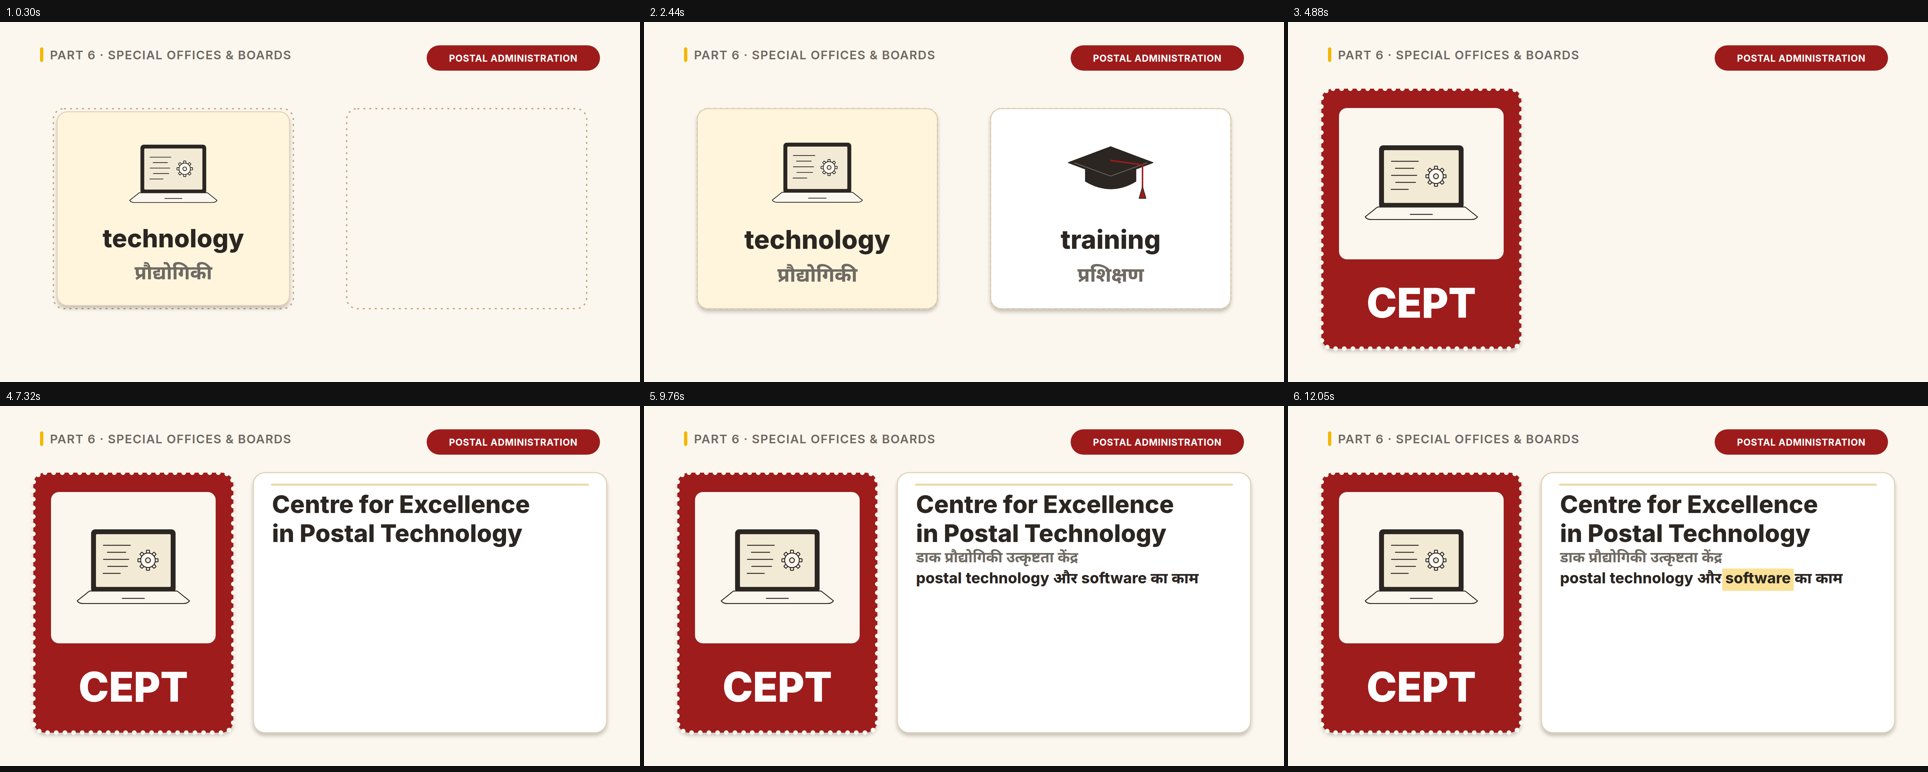 1. 0.30s
PART 6 · SPECIAL OFFICES & BOARDS
POSTAL ADMINISTRATION
technology
प्रौद्योगिकी
2. 2.44s
PART 6 · SPECIAL OFFICES & BOARDS
POSTAL ADMINISTRATION
technology
प्रौद्योगिकी
training
प्रशिक्षण
3. 4.88s
PART 6 · SPECIAL OFFICES & BOARDS
POSTAL ADMINISTRATION
CEPT
4. 7.32s
PART 6 · SPECIAL OFFICES & BOARDS
POSTAL ADMINISTRATION
CEPT
Centre for Excellence
in Postal Technology
5. 9.76s
PART 6 · SPECIAL OFFICES & BOARDS
POSTAL ADMINISTRATION
CEPT
Centre for Excellence
in Postal Technology
डाक प्रौद्योगिकी उत्कृष्टता केंद्र
postal technology और software का काम
6. 12.05s
PART 6 · SPECIAL OFFICES & BOARDS
POSTAL ADMINISTRATION
CEPT
Centre for Excellence
in Postal Technology
डाक प्रौद्योगिकी उत्कृष्टता केंद्र
postal technology और software का काम